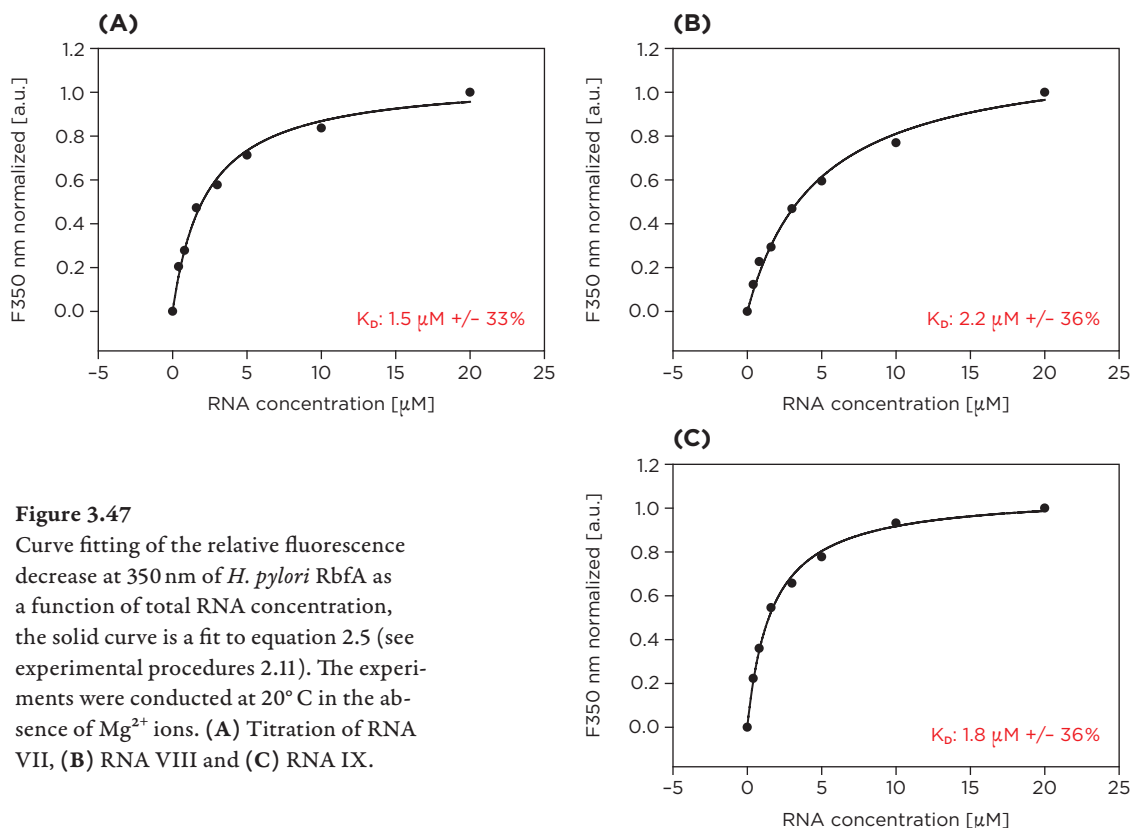 (A)
1.2
1.0
0.8
0.6
0.4
0.2
0.0
F350 nm normalized [a.u.]
K_D: 1.5 μM +/- 33%
−5 0 5 10 15 20 25
RNA concentration [μM]
(B)
1.2
1.0
0.8
0.6
0.4
0.2
0.0
F350 nm normalized [a.u.]
K_D: 2.2 μM +/- 36%
−5 0 5 10 15 20 25
RNA concentration [μM]
(C)
1.2
1.0
0.8
0.6
0.4
0.2
0.0
F350 nm normalized [a.u.]
K_D: 1.8 μM +/- 36%
−5 0 5 10 15 20 25
RNA concentration [μM]
Figure 3.47
Curve fitting of the relative fluorescence
decrease at 350 nm of H. pylori RbfA as
a function of total RNA concentration,
the solid curve is a fit to equation 2.5 (see
experimental procedures 2.11). The experi-
ments were conducted at 20° C in the ab-
sence of Mg²⁺ ions. (A) Titration of RNA
VII, (B) RNA VIII and (C) RNA IX.